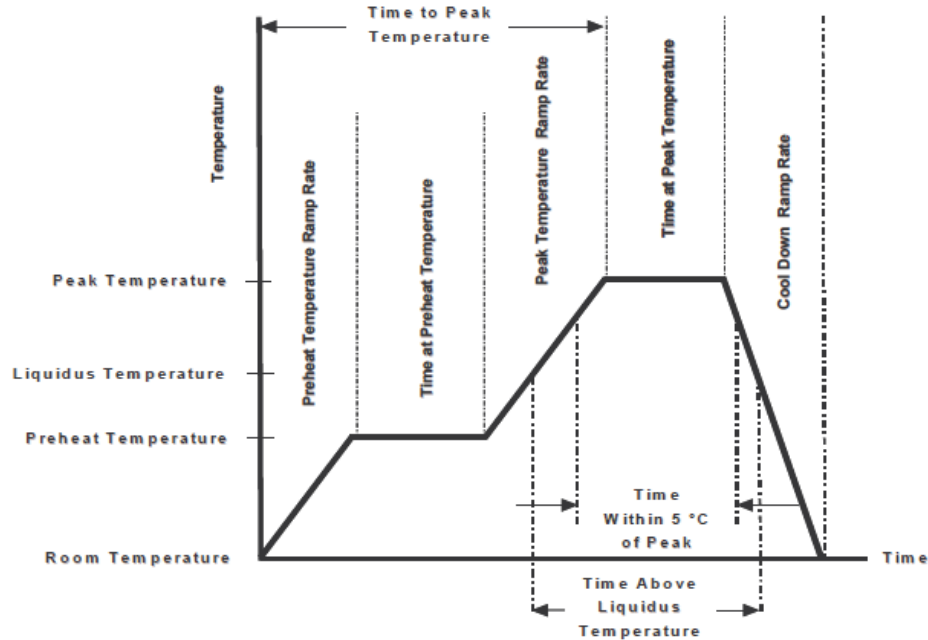 Time to Peak
Temperature
Temperature
Preheat Temperature Ramp Rate
Time at Preheat Temperature
Peak Temperature Ramp Rate
Time at Peak Temperature
Cool Down Ramp Rate
Peak Temperature
Liquidus Temperature
Preheat Temperature
Room Temperature
Time
Within 5 °C
of Peak
Time
Time Above
Liquidus
Temperature